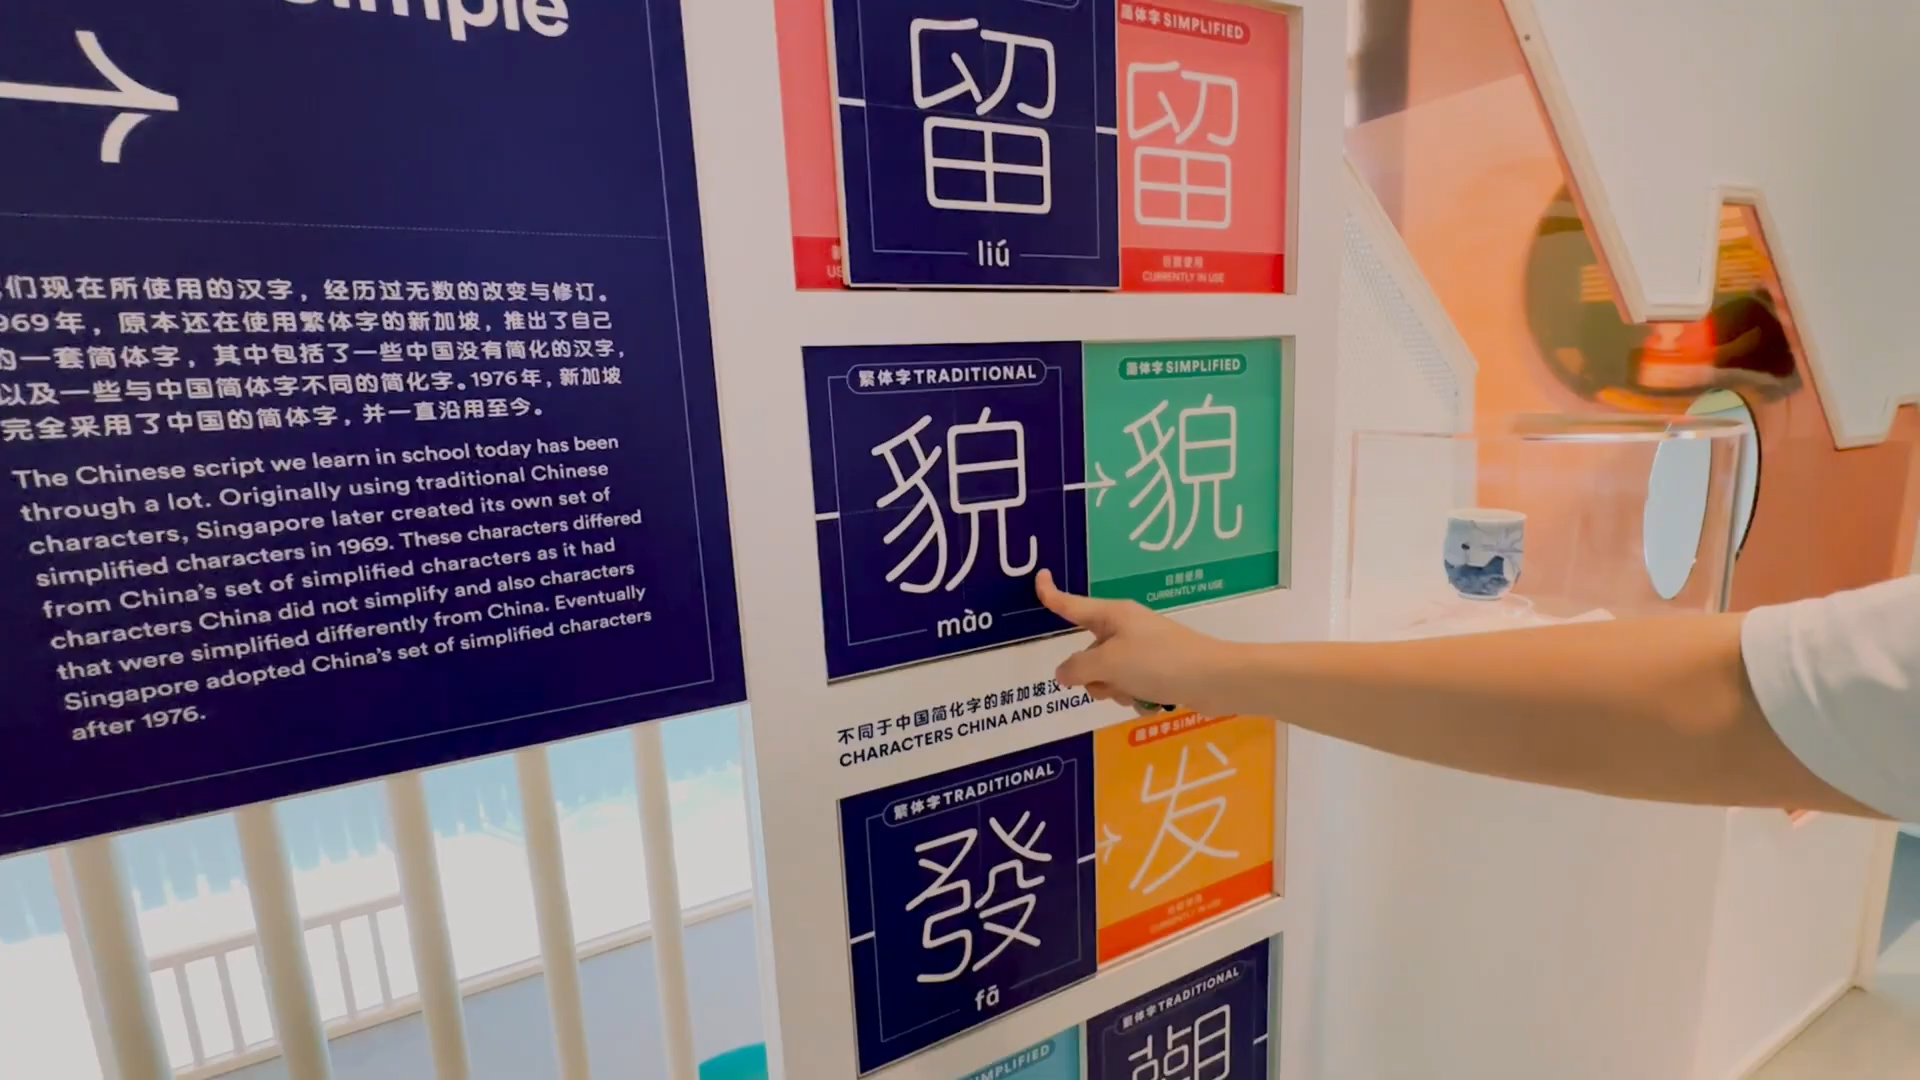 们现在所使用的汉字，经历过无数的改变与修订。
969年，原本还在使用繁体字的新加坡，推出了自己
的一套简体字，其中包括了一些中国没有简化的汉字，
以及一些与中国简体字不同的简化字。1976年，新加坡
完全采用了中国的简体字，并一直沿用至今。
The Chinese script we learn in school today has been
through a lot. Originally using traditional Chinese
characters, Singapore later created its own set of
simplified characters in 1969. These characters differed
from China's set of simplified characters as it had
characters China did not simplify and also characters
that were simplified differently from China. Eventually
Singapore adopted China's set of simplified characters
after 1976.
留
liú
简体字 SIMPLIFIED
留
目前使用
CURRENTLY IN USE
繁体字 TRADITIONAL
貌
mào
简体字 SIMPLIFIED
貌
目前使用
CURRENTLY IN USE
不同于中国简化字的新加坡汉
CHARACTERS CHINA AND
繁体字 TRADITIONAL
發
fā
简体字
发
目前使用
CURRENTLY IN USE
繁体字 TRADITIONAL